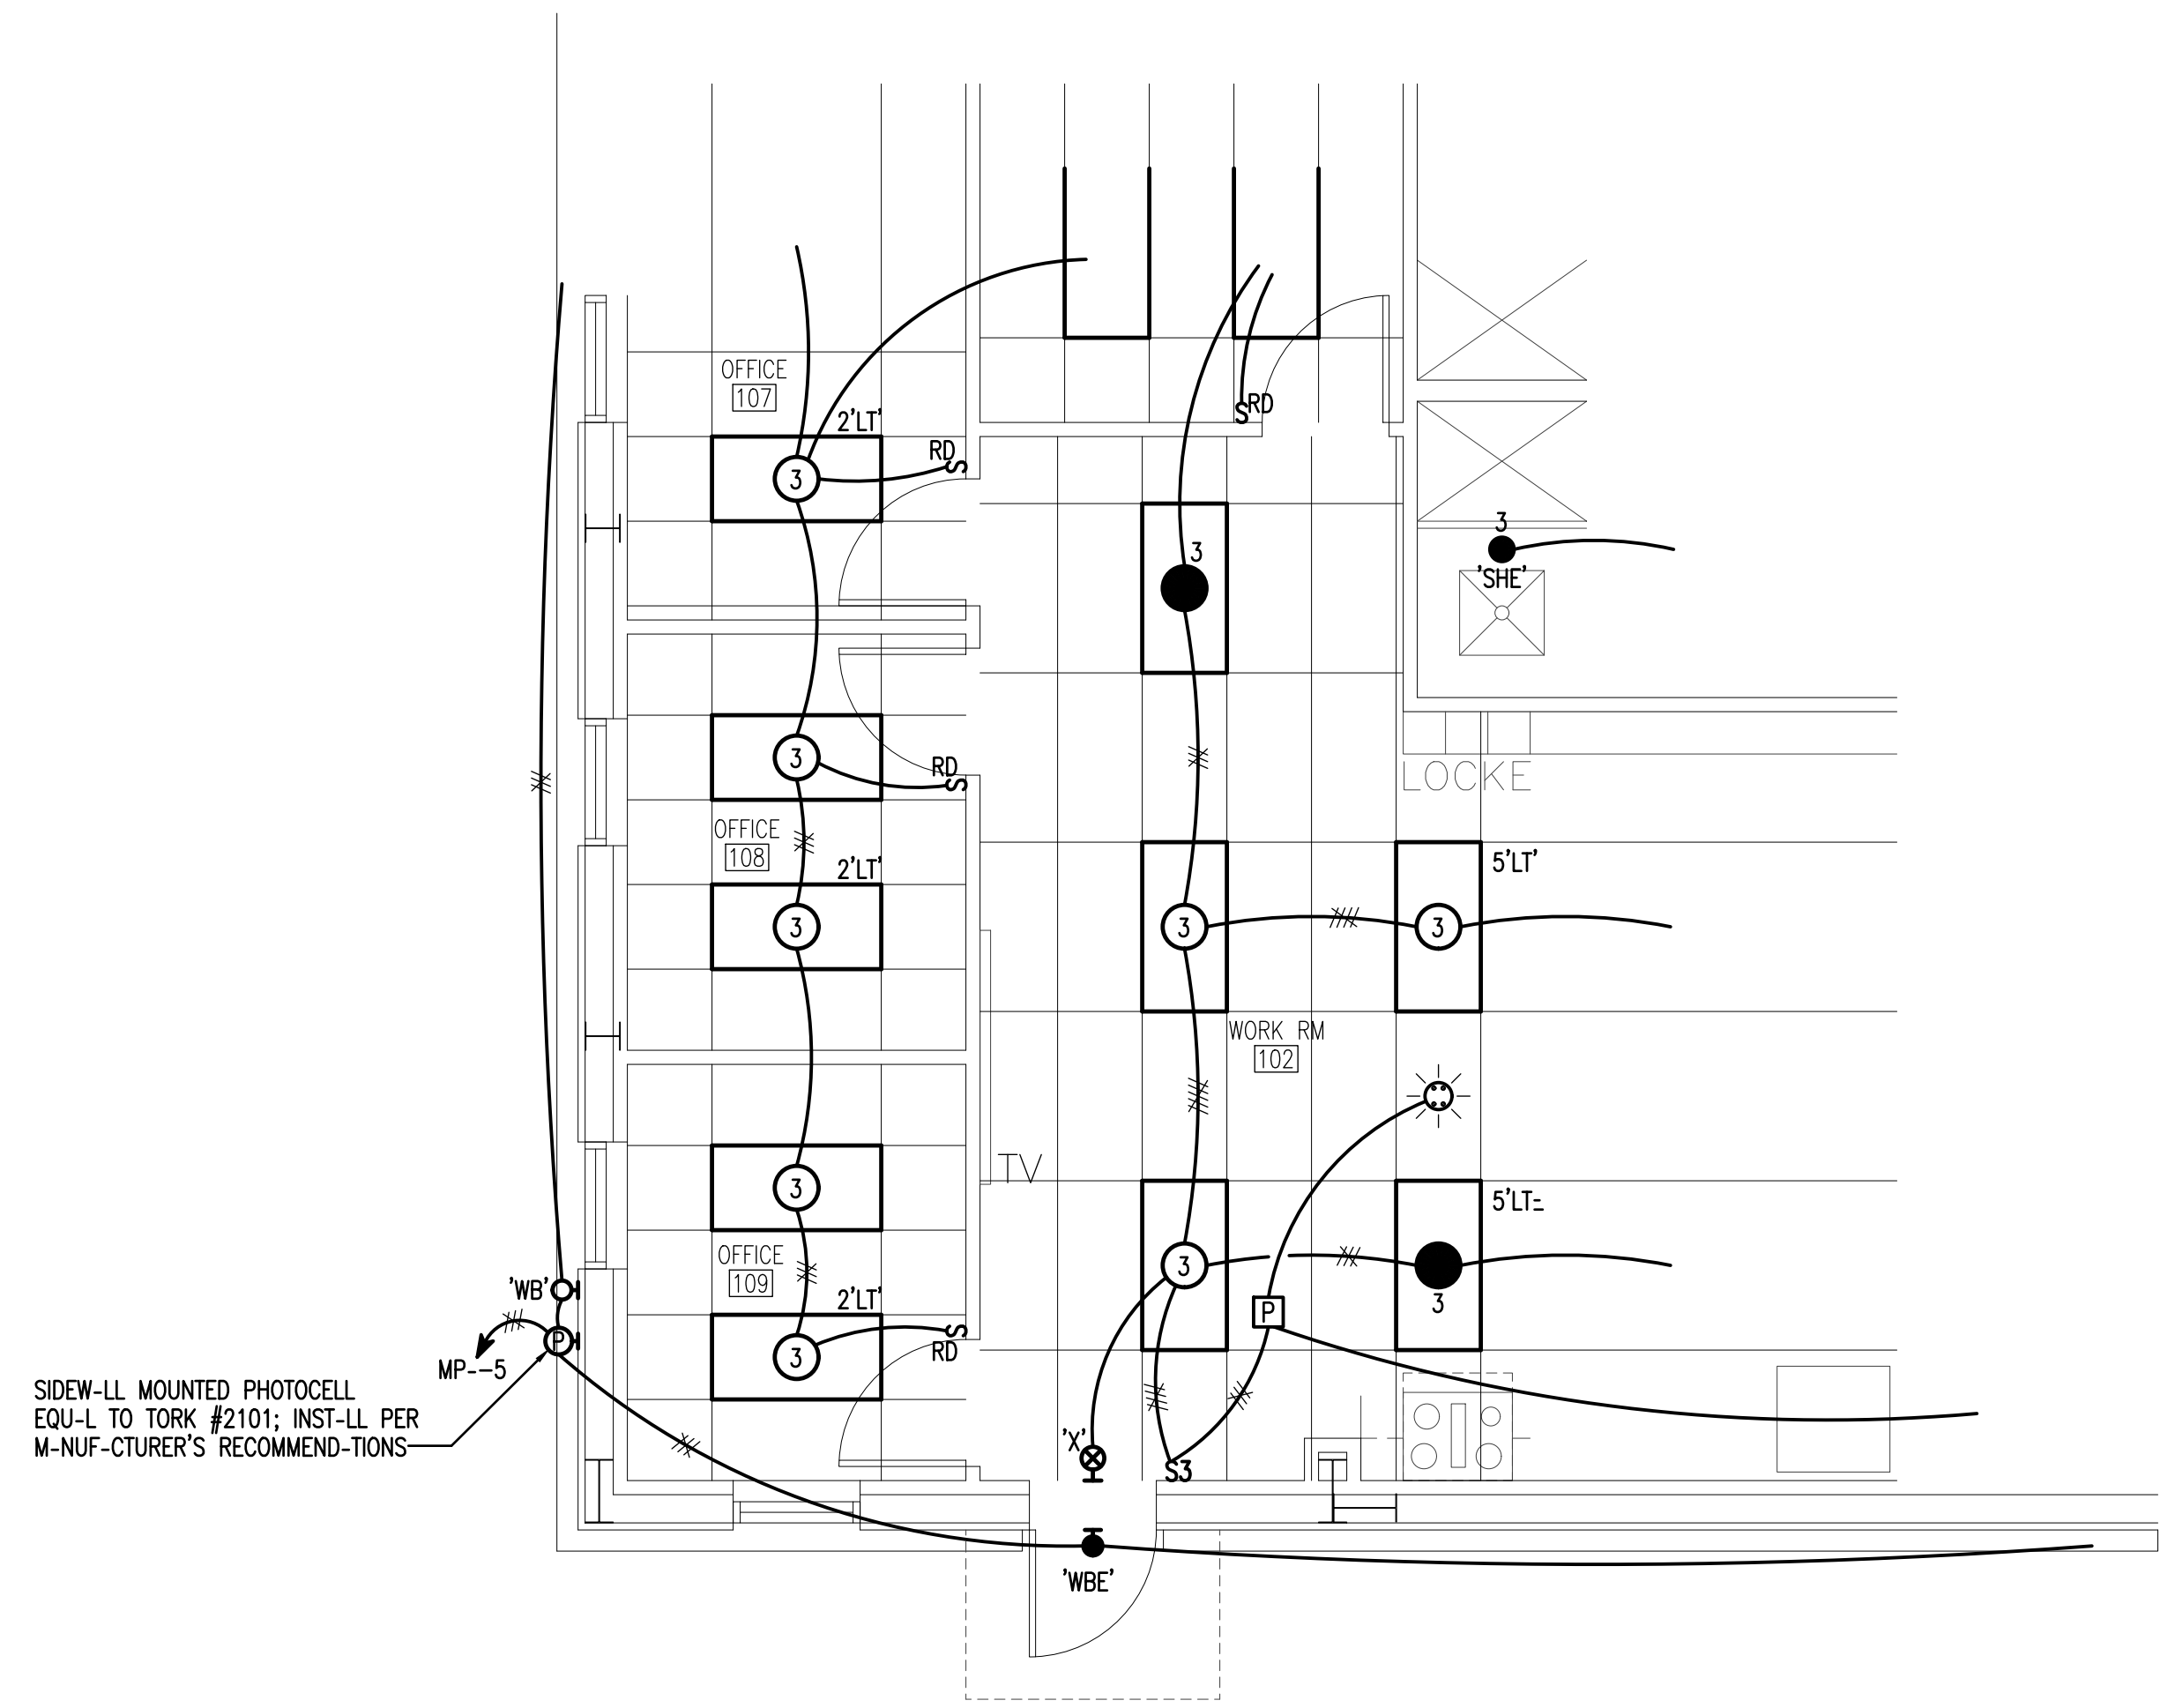 OFFICE
107
2'LT'
RD
S
3
RD
S
3
3
'SHE'
3
RD
S
LOCKE
OFFICE
108
2'LT'
5'LT'
3
3
3
WORK RM
102
TV
3
5'LT-
OFFICE
109
2'LT'
3
3
'WB'
P
P
MP--5
S
RD
3
SIDEW-LL MOUNTED PHOTOCELL
EQU-L TO TORK #2101; INST-LL PER
M-NUF-CTURER'S RECOMMEND-TIONS
'X'
S3
'WBE'
3